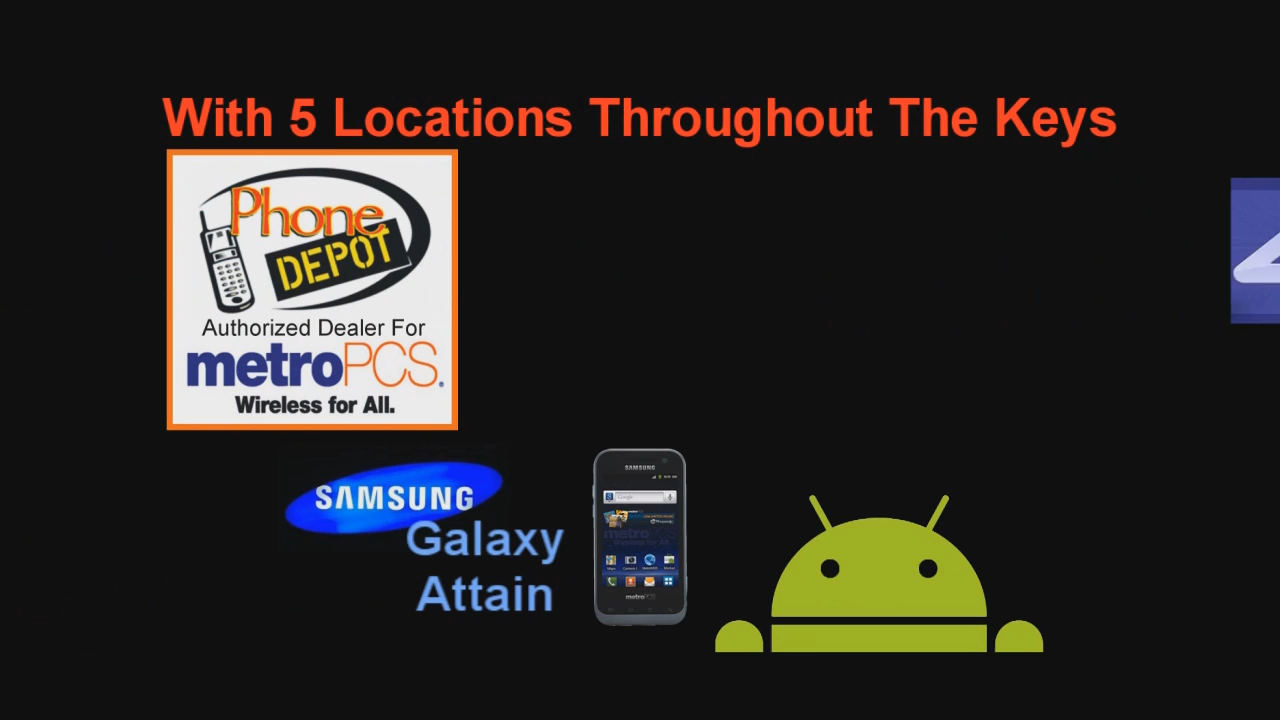 With 5 Locations Throughout The Keys
Phone
DEPOT
Authorized Dealer For
metroPCS.
Wireless for All.
SAMSUNG
Galaxy
Attain
SAMSUNG
Google
metroPCS